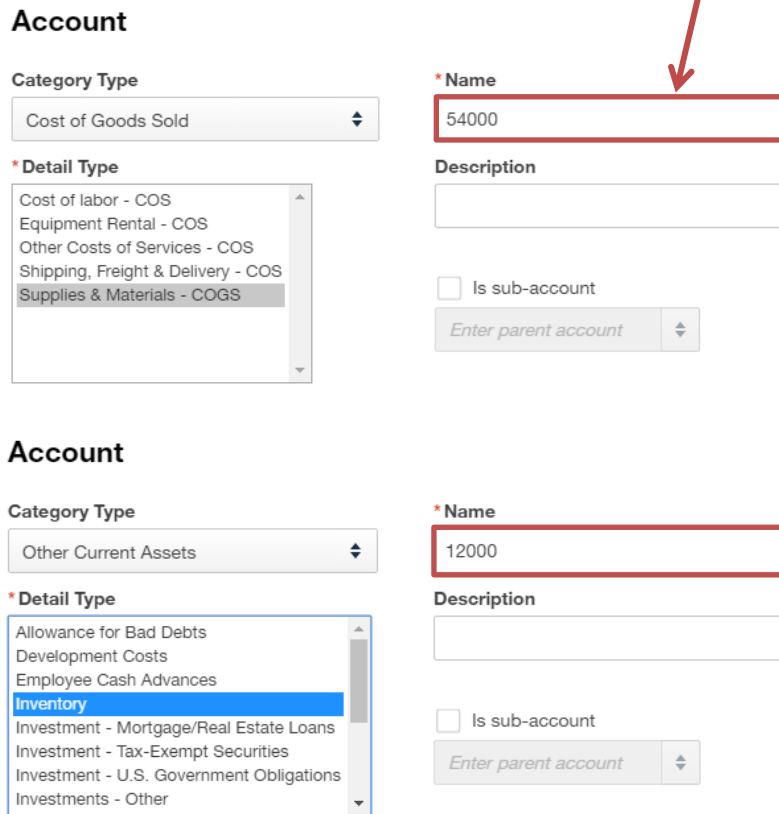 Account
Category Type
Cost of Goods Sold
* Name
54000
* Detail Type
Cost of labor - COS
Equipment Rental - COS
Other Costs of Services - COS
Shipping, Freight & Delivery - COS
Supplies & Materials - COGS
Description
Is sub-account
Enter parent account
Account
Category Type
Other Current Assets
* Name
12000
* Detail Type
Allowance for Bad Debts
Development Costs
Employee Cash Advances
Inventory
Investment - Mortgage/Real Estate Loans
Investment - Tax-Exempt Securities
Investment - U.S. Government Obligations
Investments - Other
Description
Is sub-account
Enter parent account